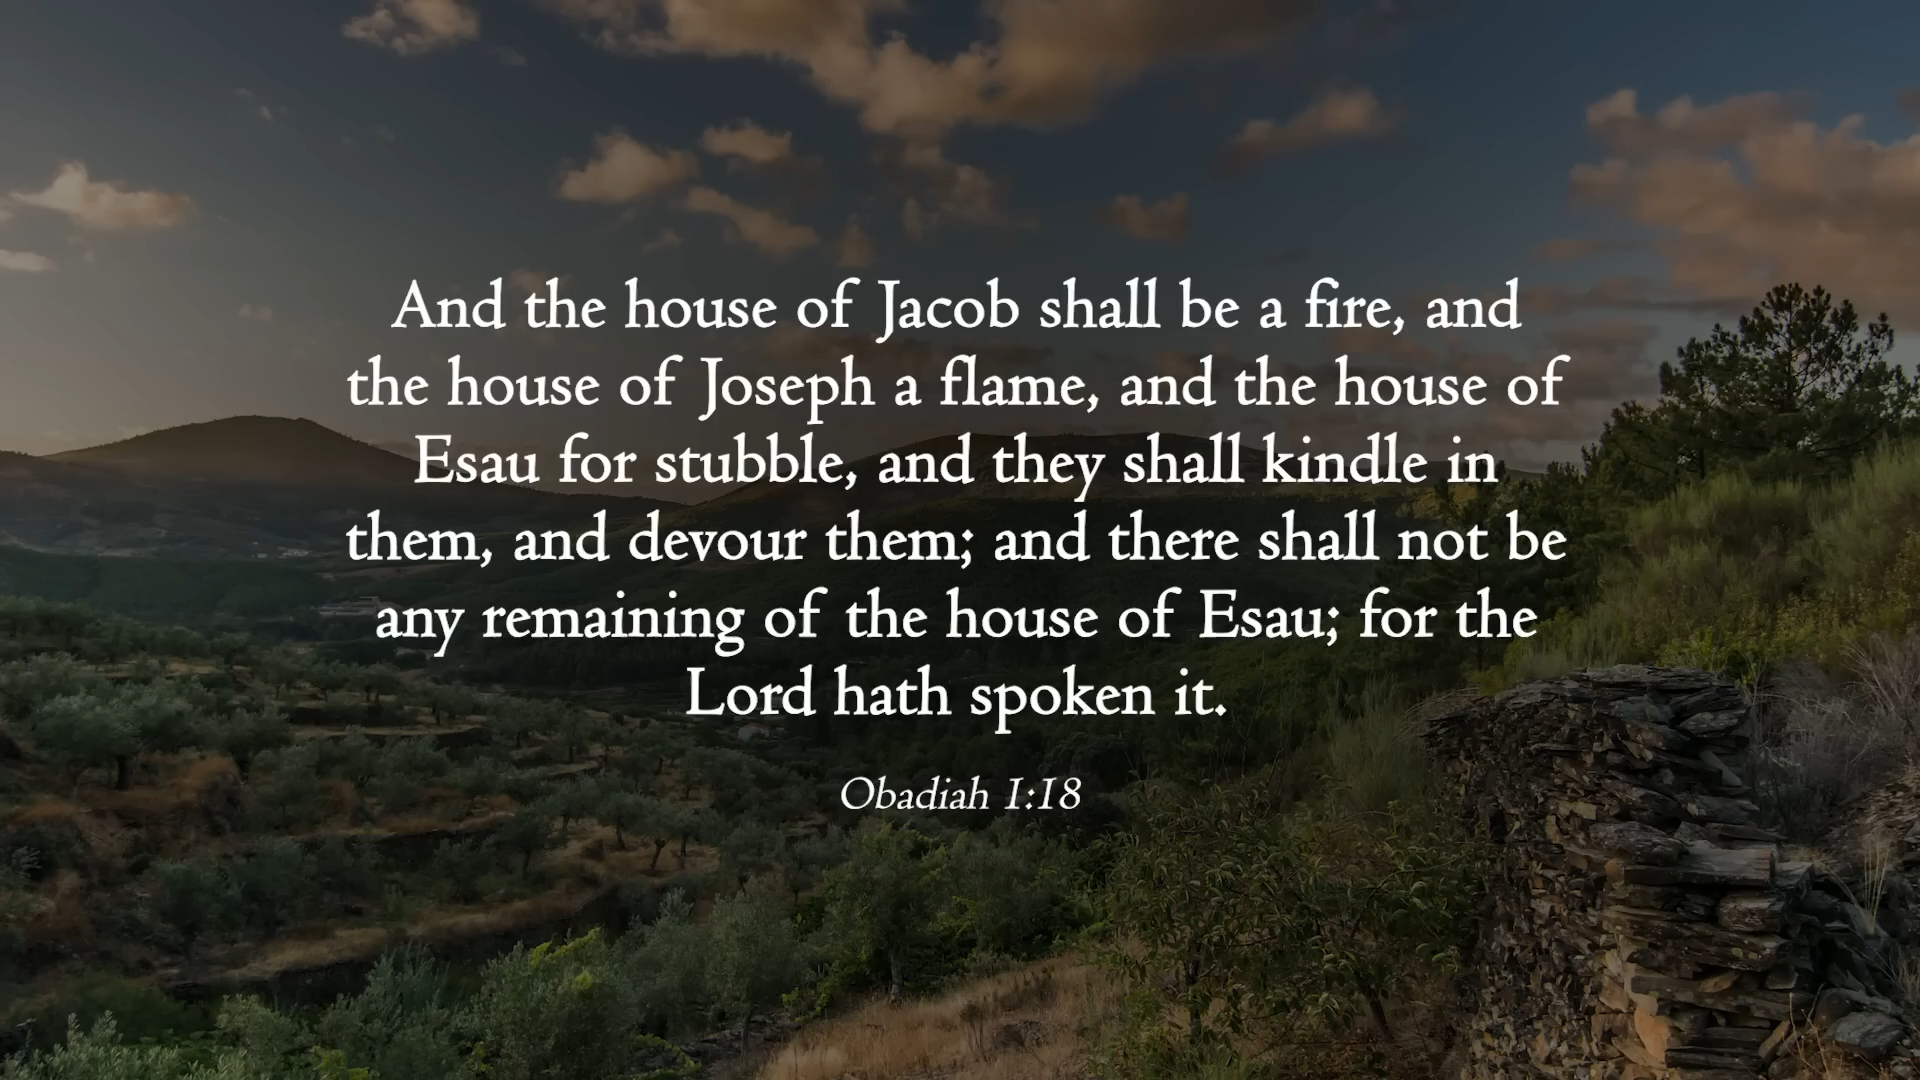 And the house of Jacob shall be a fire, and
the house of Joseph a flame, and the house of
Esau for stubble, and they shall kindle in
them, and devour them; and there shall not be
any remaining of the house of Esau; for the
Lord hath spoken it.
Obadiah 1:18